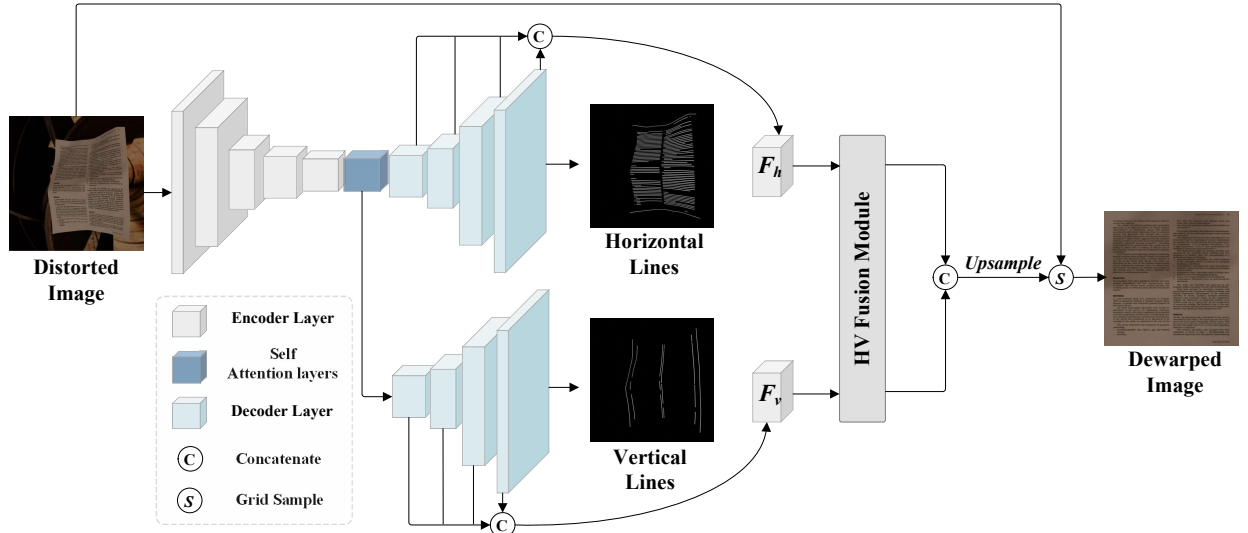 C
Distorted
Image
Horizontal
Lines
F_h
HV Fusion Module
C
Upsample
S
Dewarped
Image
Encoder Layer
Self
Attention layers
Decoder Layer
C
Concatenate
S
Grid Sample
Vertical
Lines
F_v
C